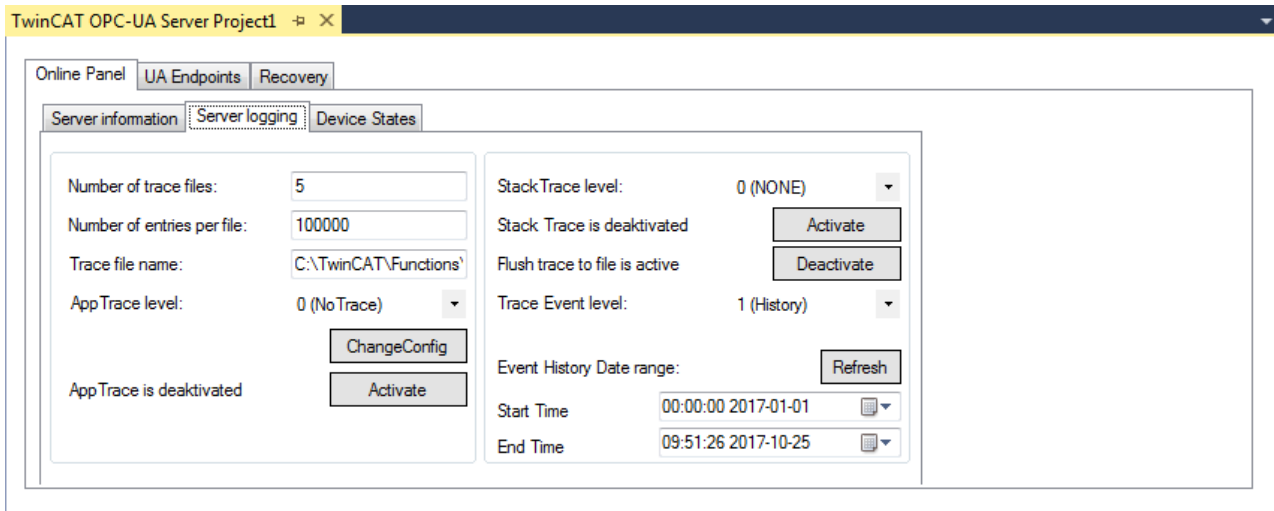 TwinCAT OPC-UA Server Project1
Online Panel UA Endpoints Recovery
Server information Server logging Device States
Number of trace files: 5
Number of entries per file: 100000
Trace file name: C:\TwinCAT\Functions\
AppTrace level: 0 (NoTrace)
ChangeConfig
AppTrace is deaktivated Activate
StackTrace level: 0 (NONE)
Stack Trace is deaktivated Activate
Flush trace to file is active Deactivate
Trace Event level: 1 (History)
Event History Date range: Refresh
Start Time 00:00:00 2017-01-01
End Time 09:51:26 2017-10-25